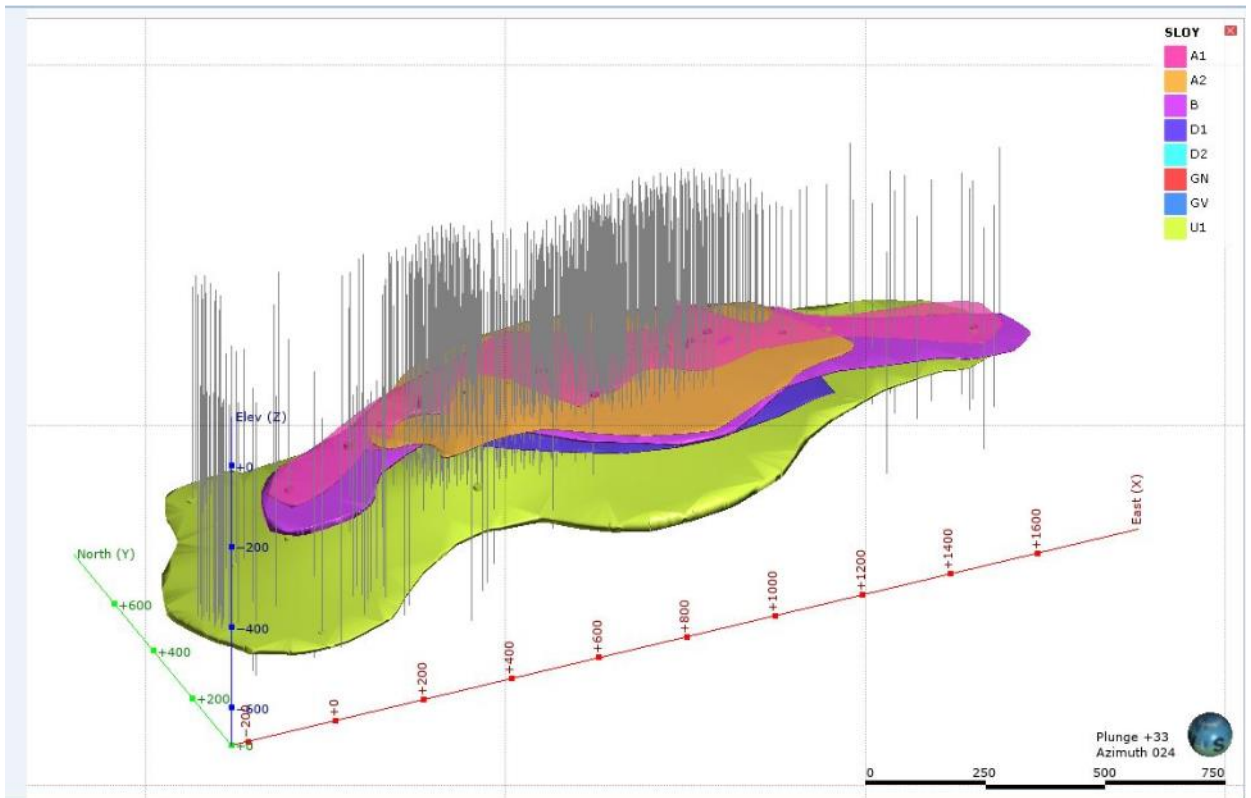 SLOY
A1
A2
B
D1
D2
GN
GV
U1
Elev (Z)
+0
-200
-400
-600
North (Y)
+600
+400
+200
+0
-200
+0
+200
+400
+600
+800
+1000
+1200
+1400
+1600
East (X)
Plunge +33
Azimuth 024
S
0 250 500 750